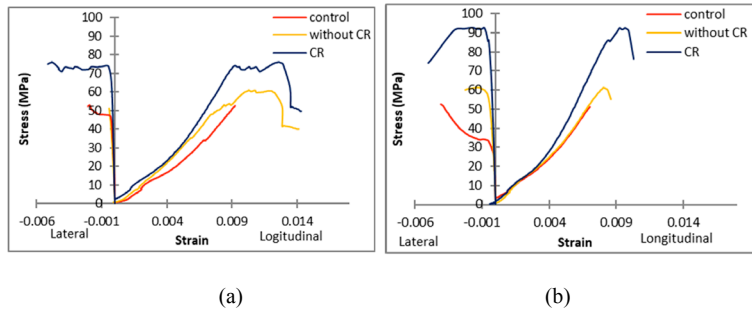 100
90
80
70
60
50
40
30
20
10
0
Stress (MPa)
control
without CR
CR
-0.006 -0.001 0.004 0.009 0.014
Lateral Strain Logitudinal
(a)
100
90
80
70
60
50
40
30
20
10
0
Stress (MPa)
control
without CR
CR
-0.006 -0.001 0.004 0.009 0.014
Lateral Strain Longitudinal
(b)